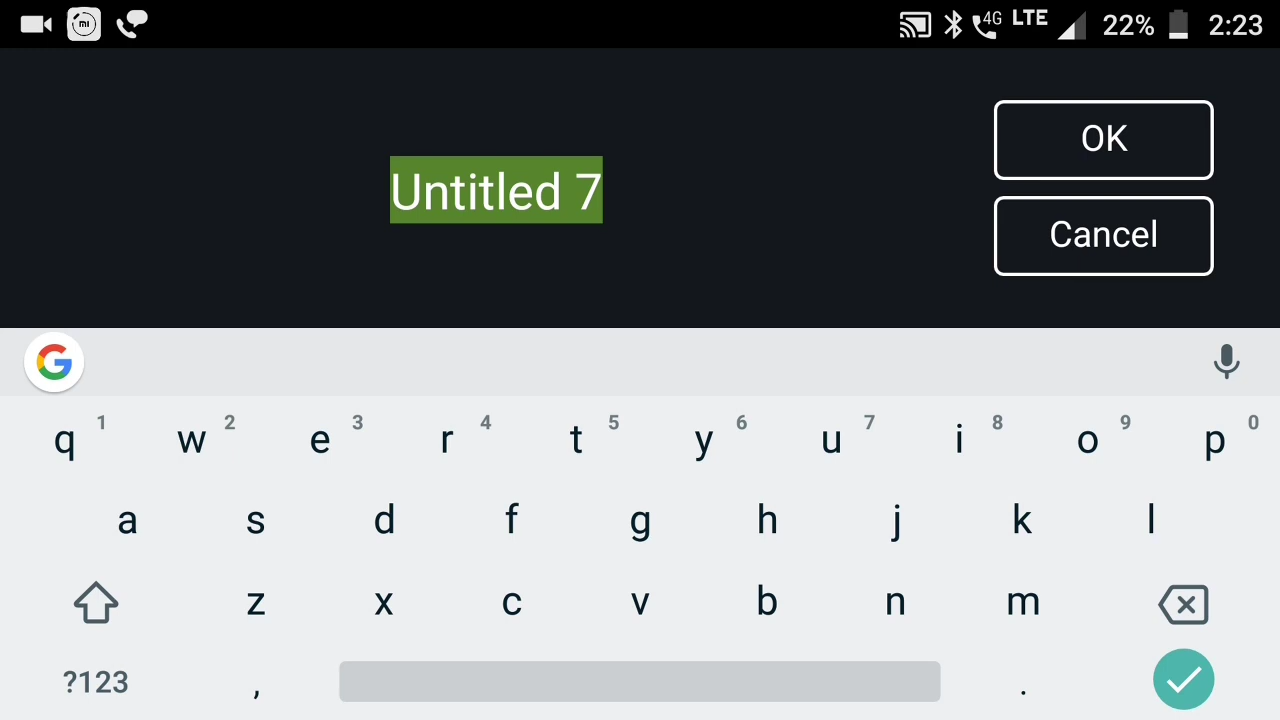 mi 4G LTE 22% 2:23
OK
Untitled 7
Cancel
G
q 1 w 2 e 3 r 4 t 5 y 6 u 7 i 8 o 9 p 0
a s d f g h j k l
z x c v b n m
?123 , .